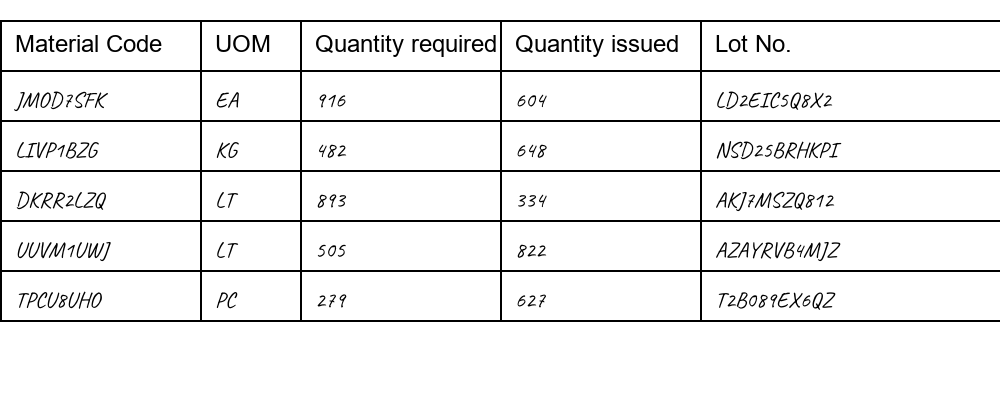 Material Code UOM Quantity required Quantity issued Lot No.
JMOD7SFK EA 916 604 LD2EIC5Q8X2
LIVP1BZG KG 482 648 NSD25BRHKPI
DKRR2LZQ LT 893 334 AKJ7MSZQ812
UUVM1UWJ LT 505 822 AZAYRVB4MJZ
TPCU8UHO PC 279 627 T2B089EX6QZ